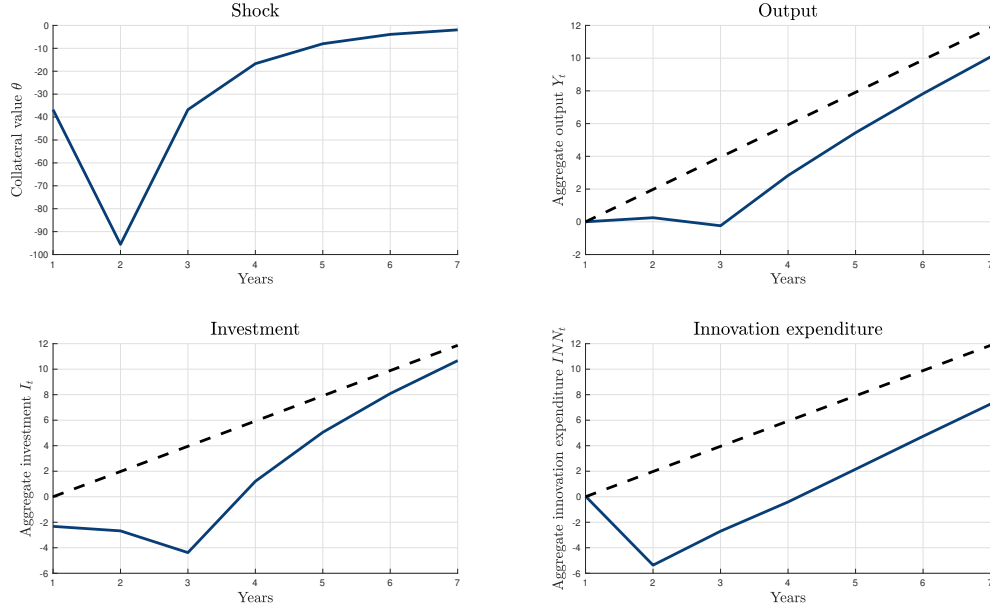 Shock
Collateral value θ
0
-10
-20
-30
-40
-50
-60
-70
-80
-90
-100
1 2 3 4 5 6 7
Years
Output
Aggregate output Y_t
12
10
8
6
4
2
0
-2
1 2 3 4 5 6 7
Years
Investment
Aggregate investment I_t
12
10
8
6
4
2
0
-2
-4
-6
1 2 3 4 5 6 7
Years
Innovation expenditure
Aggregate innovation expenditure INN_t
12
10
8
6
4
2
0
-2
-4
-6
1 2 3 4 5 6 7
Years